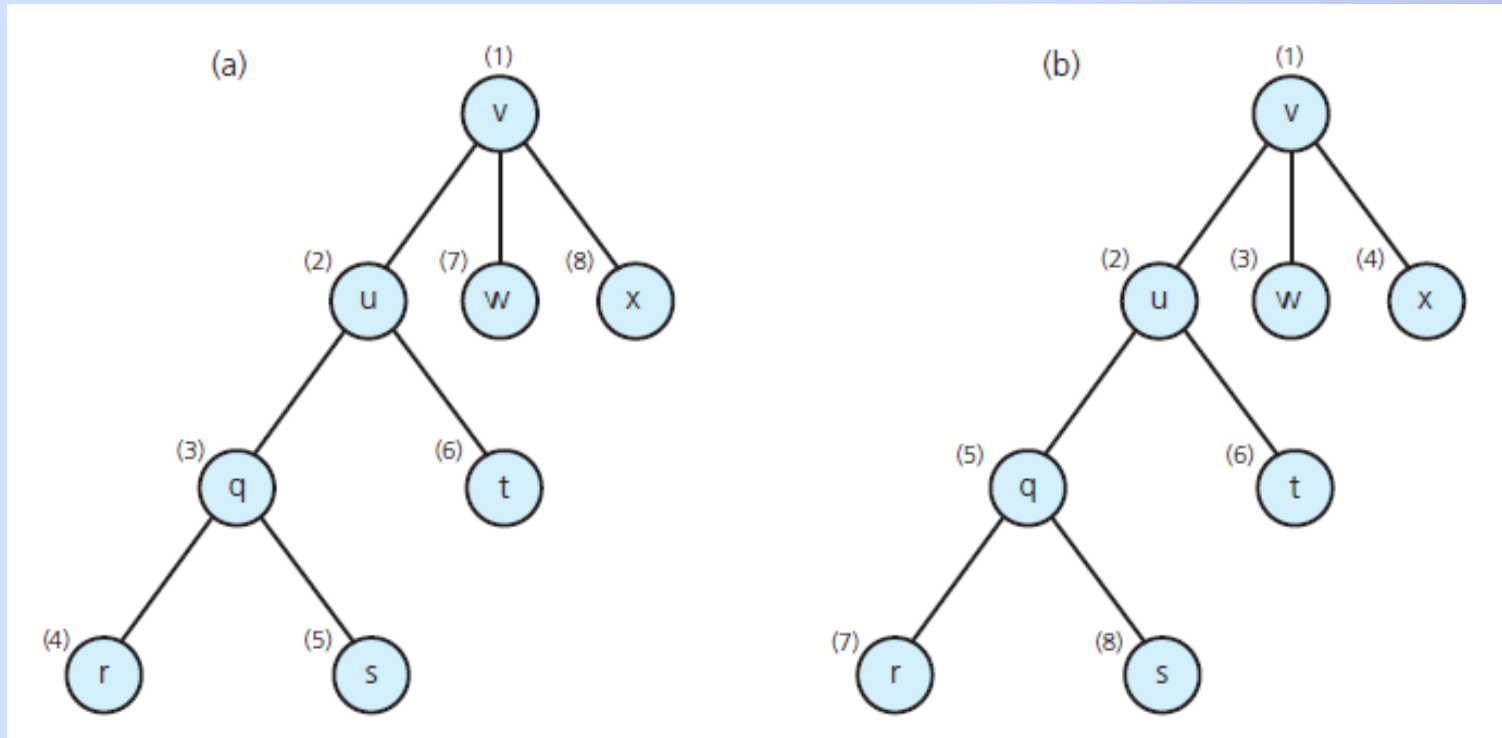 (a)
(1)
v
(2) (7) (8)
u w x
(3) (6)
q t
(4) (5)
r s
(b)
(1)
v
(2) (3) (4)
u w x
(5) (6)
q t
(7) (8)
r s